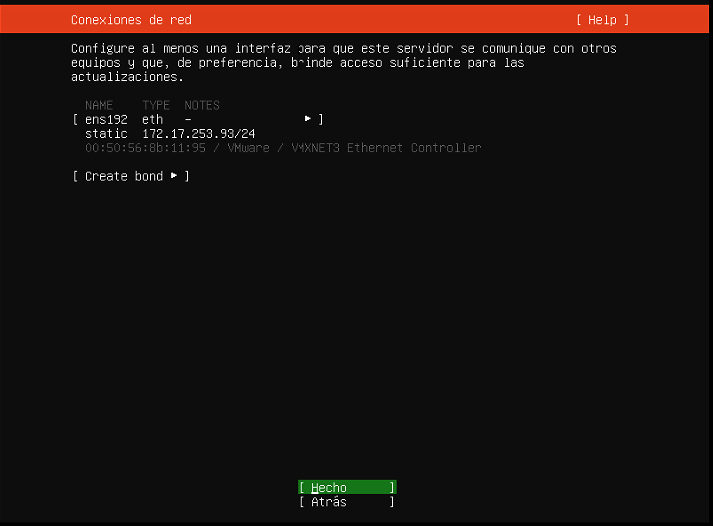 Conexiones de red [ Help ]
Configure al menos una interfaz para que este servidor se comunique con otros
equipos y que, de preferencia, brinde acceso suficiente para las
actualizaciones.
NAME TYPE NOTES
[ ens192 eth - ▸ ]
static 172.17.253.93/24
00:50:56:8b:11:95 / VMware / VMXNET3 Ethernet Controller
[ Create bond ▸ ]
[ Hecho ]
[ Atrás ]